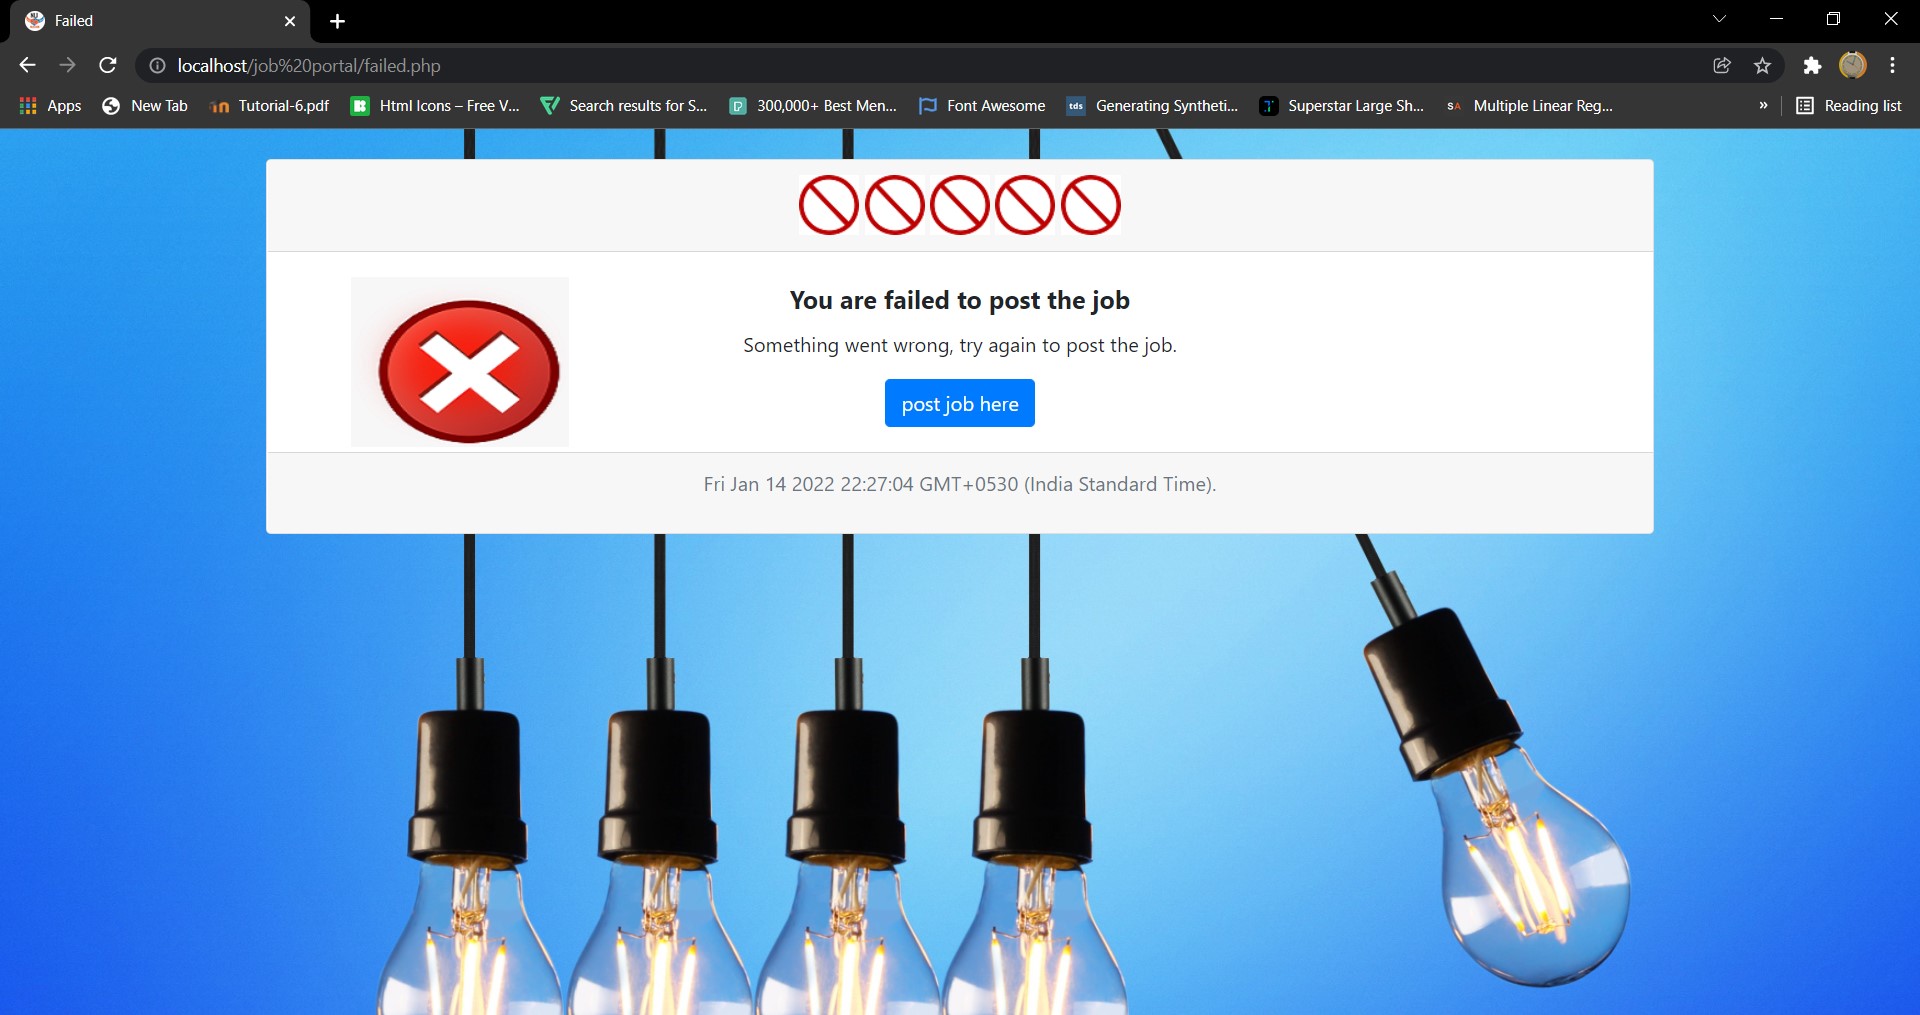 Failed
localhost/job%20portal/failed.php
Apps New Tab Tutorial-6.pdf Html Icons – Free V... Search results for S... 300,000+ Best Men... Font Awesome tds Generating Syntheti... Superstar Large Sh... SA Multiple Linear Reg... » Reading list
You are failed to post the job
Something went wrong, try again to post the job.
post job here
Fri Jan 14 2022 22:27:04 GMT+0530 (India Standard Time).